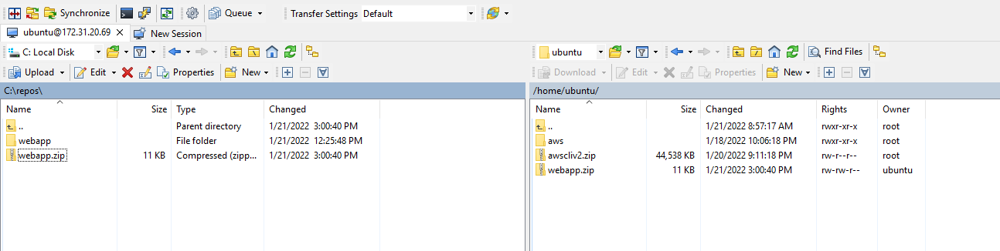 Synchronize Queue Transfer Settings Default
ubuntu@172.31.20.69 New Session
C: Local Disk ubuntu Find Files
Upload Edit Properties New Download Edit Properties New
C:\repos\ /home/ubuntu/
Name Size Type Changed Name Size Changed Rights Owner
.. Parent directory 1/21/2022 3:00:40 PM .. 1/21/2022 8:57:17 AM rwxr-xr-x root
webapp File folder 1/21/2022 12:25:48 PM aws 1/18/2022 10:06:18 PM rwxr-xr-x root
webapp.zip 11 KB Compressed (zipp... 1/21/2022 3:00:40 PM awscliv2.zip 44,538 KB 1/20/2022 9:11:18 PM rw-r--r-- root
webapp.zip 11 KB 1/21/2022 3:00:40 PM rw-rw-r-- ubuntu